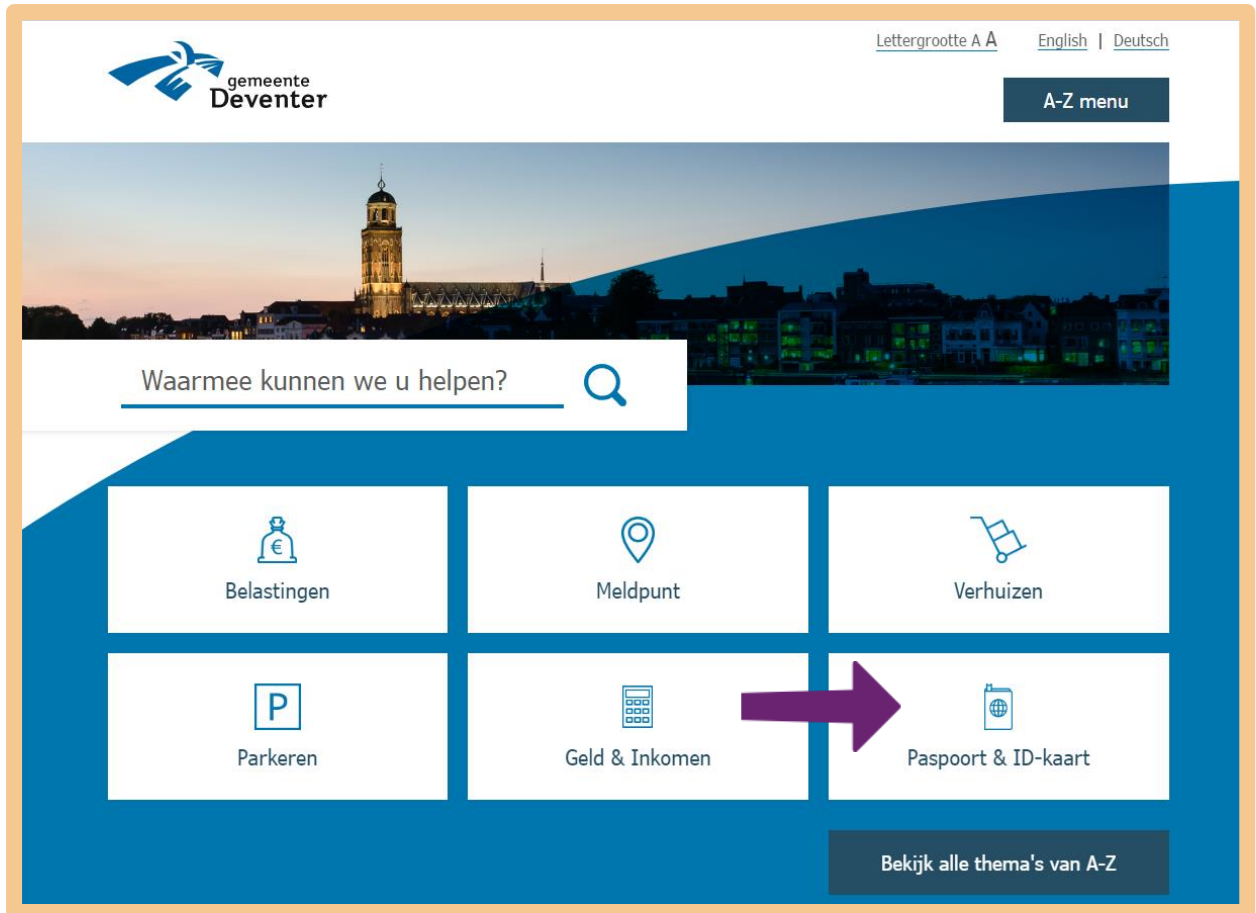 Lettergrootte A A English | Deutsch
gemeente
Deventer
A-Z menu
Waarmee kunnen we u helpen?
€
Belastingen
Meldpunt
Verhuizen
P
Parkeren
Geld & Inkomen
Paspoort & ID-kaart
Bekijk alle thema's van A-Z